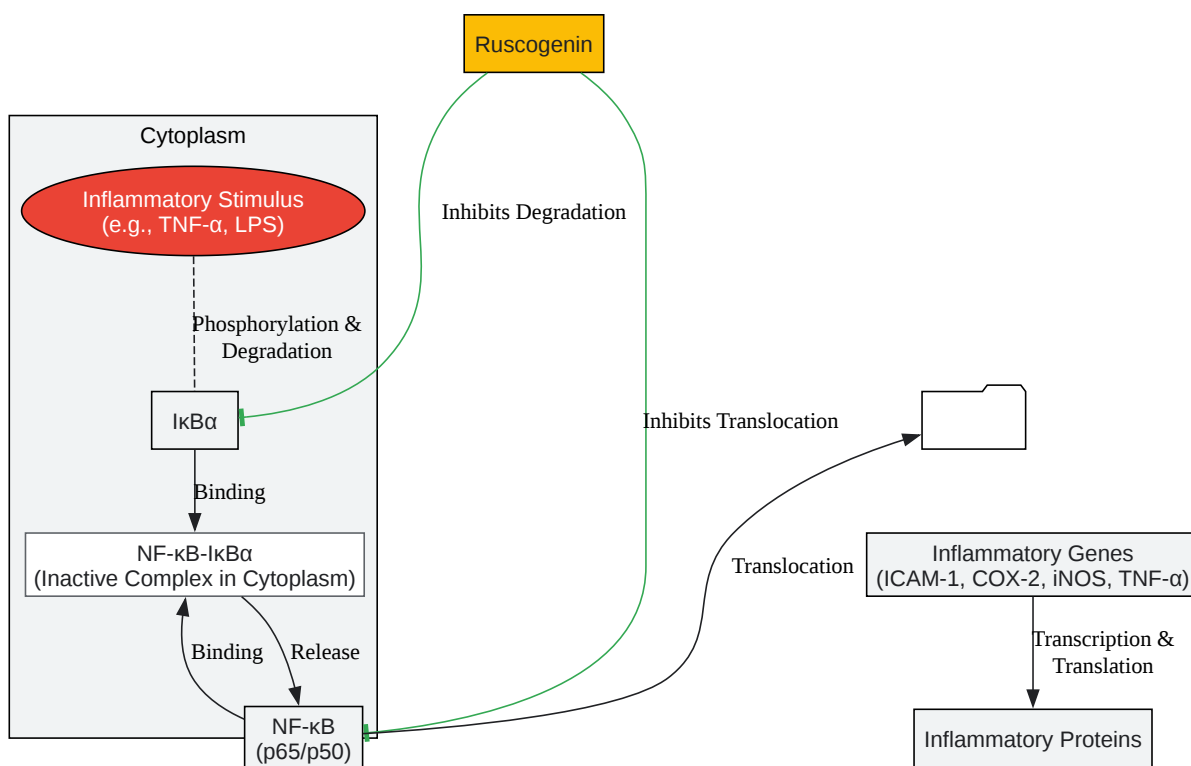 Ruscogenin
Cytoplasm
Inflammatory Stimulus
(e.g., TNF-α, LPS)
Inhibits Degradation
Phosphorylation &
Degradation
IκBα
Inhibits Translocation
Binding
NF-κB-IκBα
(Inactive Complex in Cytoplasm)
Translocation
Inflammatory Genes
(ICAM-1, COX-2, iNOS, TNF-α)
Binding
Release
Transcription &
Translation
NF-κB
(p65/p50)
Inflammatory Proteins